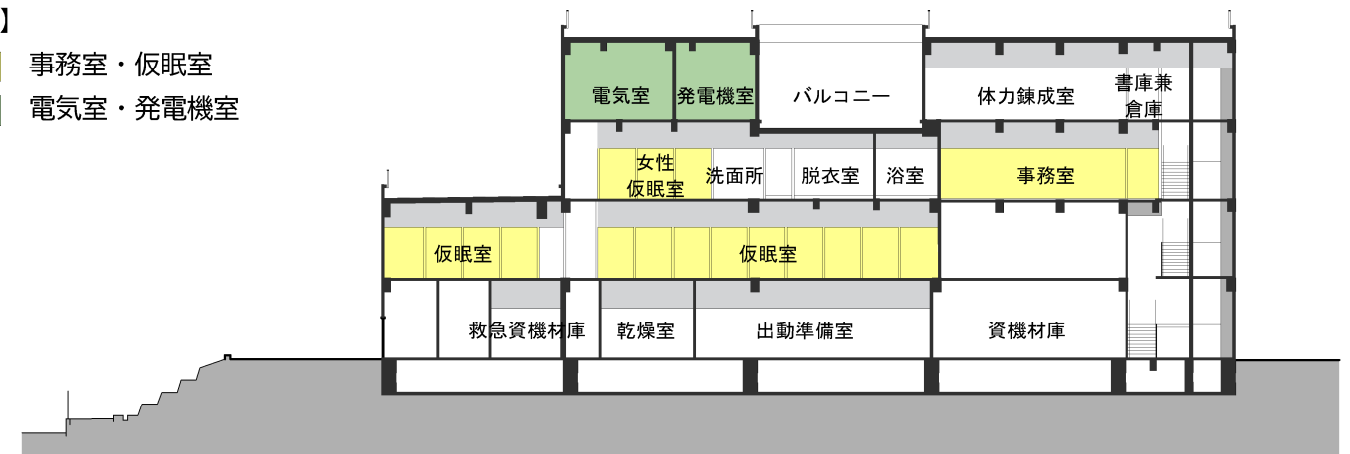 】
事務室・仮眠室
電気室・発電機室
電気室
発電機室
バルコニー
体力錬成室
書庫兼
倉庫
女性
仮眠室
洗面所
脱衣室
浴室
事務室
仮眠室
仮眠室
救急資機材庫
乾燥室
出動準備室
資機材庫